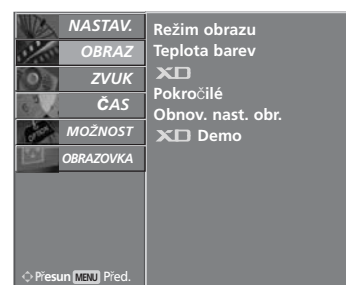 NASTAV.
OBRAZ
ZVUK
ČAS
MOŽNOST
OBRAZOVKA
Režim obrazu
Teplota barev
XD
Pokročilé
Obnov. nast. obr.
XD Demo
Přesun MENU Před.